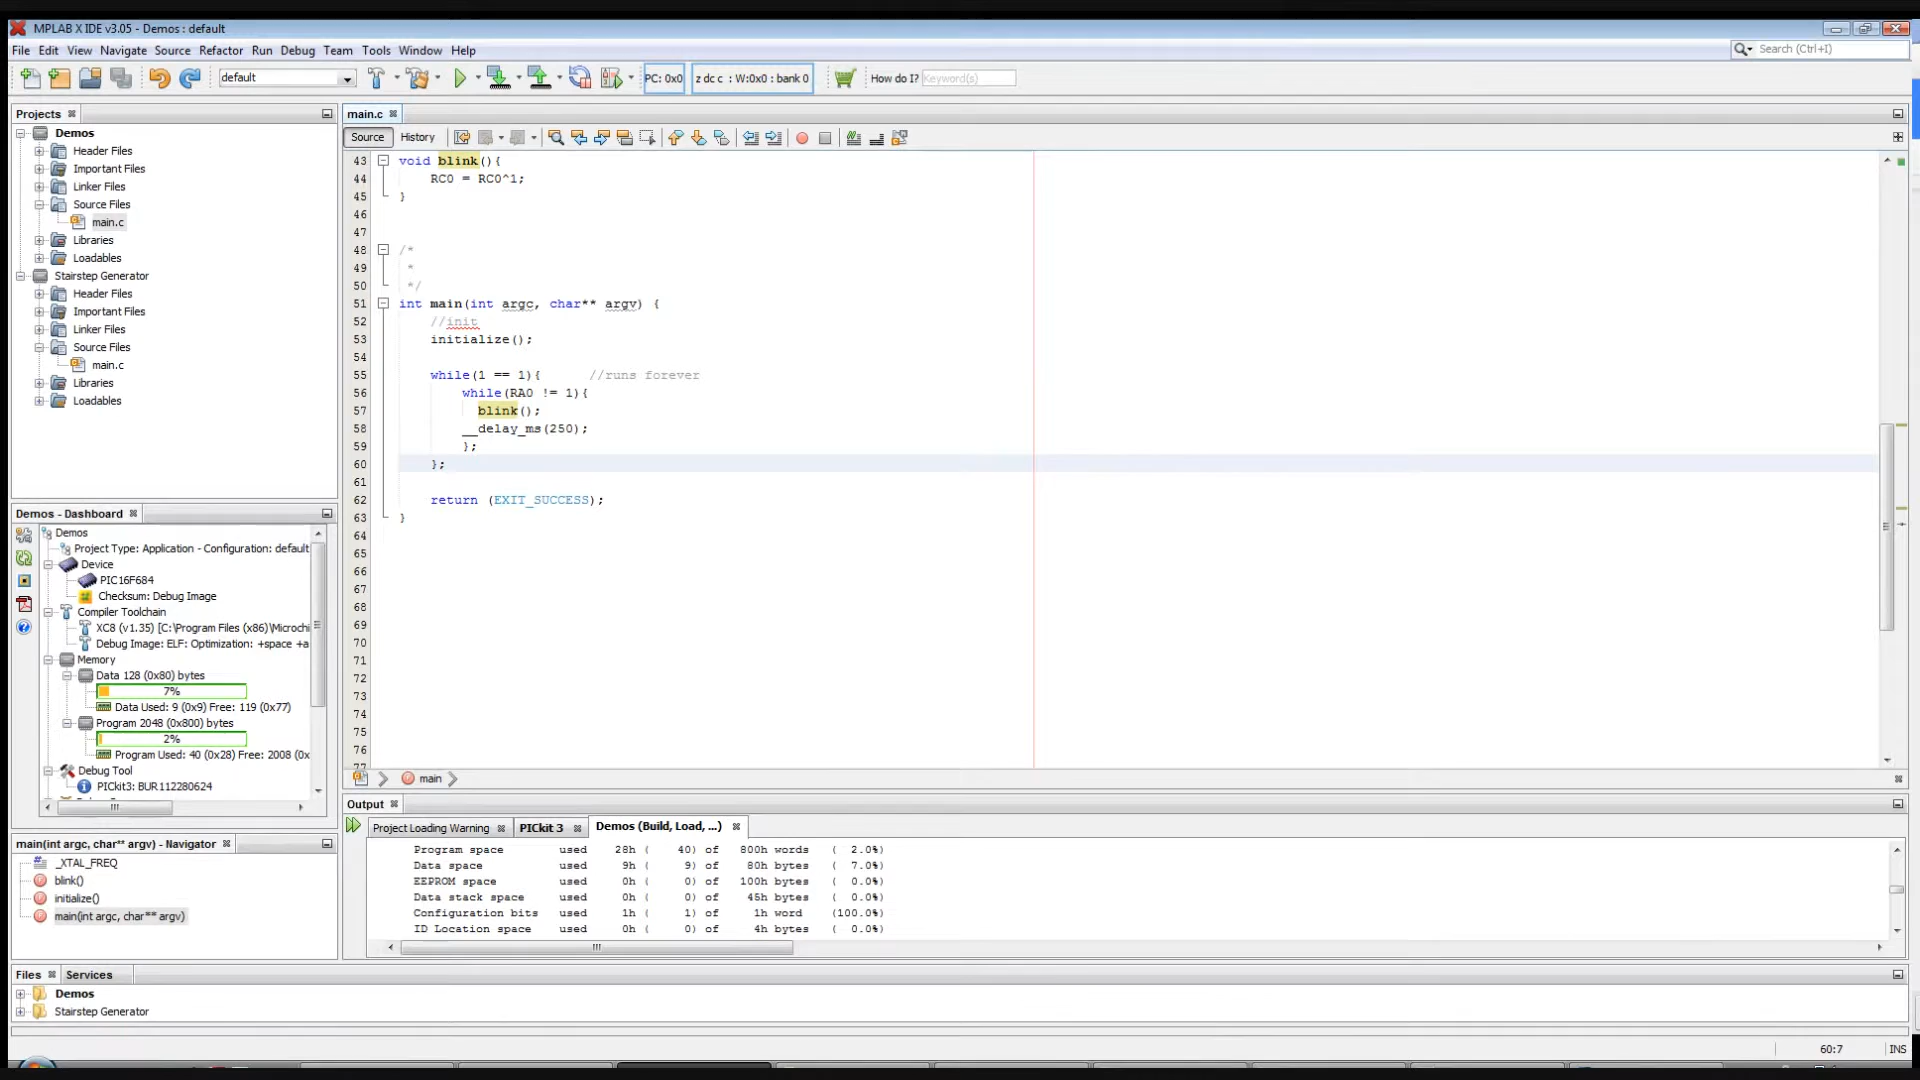 MPLAB X IDE v3.05 - Demos : default
File Edit View Navigate Source Refactor Run Debug Team Tools Window Help
Search (Ctrl+I)
default
PC: 0x0
z dc c : W:0x0 : bank 0
How do I?
Keyword(s)
Projects
Demos
Header Files
Important Files
Linker Files
Source Files
main.c
Libraries
Loadables
Stairstep Generator
Header Files
Important Files
Linker Files
Source Files
main.c
Libraries
Loadables
Demos - Dashboard
Demos
Project Type: Application - Configuration: default
Device
PIC16F684
Checksum: Debug Image
Compiler Toolchain
XC8 (v1.35) [C:\Program Files (x86)\Microchi
Debug Image: ELF: Optimization: +space +a
Memory
Data 128 (0x80) bytes
7%
Data Used: 9 (0x9) Free: 119 (0x77)
Program 2048 (0x800) bytes
2%
Program Used: 40 (0x28) Free: 2008 (0x
Debug Tool
PICkit3: BUR112280624
main(int argc, char** argv) - Navigator
_XTAL_FREQ
blink()
initialize()
main(int argc, char** argv)
Files
Services
Demos
Stairstep Generator
main.c
Source History
43 void blink(){
44 RC0 = RC0^1;
45 }
46
47
48 /*
49 *
50 */
51 int main(int argc, char** argv) {
52 //init
53 initialize();
54
55 while(1 == 1){ //runs forever
56 while(RA0 != 1){
57 blink();
58 __delay_ms(250);
59 };
60 };
61
62 return (EXIT_SUCCESS);
63 }
64
65
66
67
68
69
70
71
72
73
74
75
76
77
main
Output
Project Loading Warning
PICkit 3
Demos (Build, Load, ...)
Program space used 28h ( 40) of 800h words ( 2.0%)
Data space used 9h ( 9) of 80h bytes ( 7.0%)
EEPROM space used 0h ( 0) of 100h bytes ( 0.0%)
Data stack space used 0h ( 0) of 45h bytes ( 0.0%)
Configuration bits used 1h ( 1) of 1h word (100.0%)
ID Location space used 0h ( 0) of 4h bytes ( 0.0%)
60:7
INS